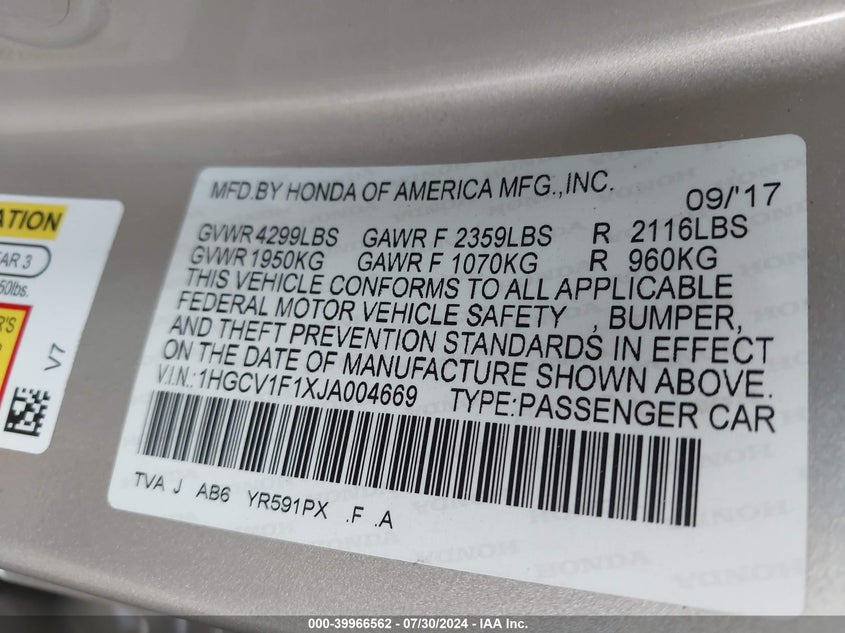 MFD.BY HONDA OF AMERICA MFG.,INC.
09/'17
GVWR 4299LBS GAWR F 2359LBS R 2116LBS
GVWR 1950KG GAWR F 1070KG R 960KG
THIS VEHICLE CONFORMS TO ALL APPLICABLE
FEDERAL MOTOR VEHICLE SAFETY , BUMPER,
AND THEFT PREVENTION STANDARDS IN EFFECT
ON THE DATE OF MANUFACTURE SHOWN ABOVE.
V.I.N.:1HGCV1F1XJA004669 TYPE:PASSENGER CAR
TVA J AB6 YR591PX .F .A
V7
000-39966562 - 07/30/2024 - IAA Inc.